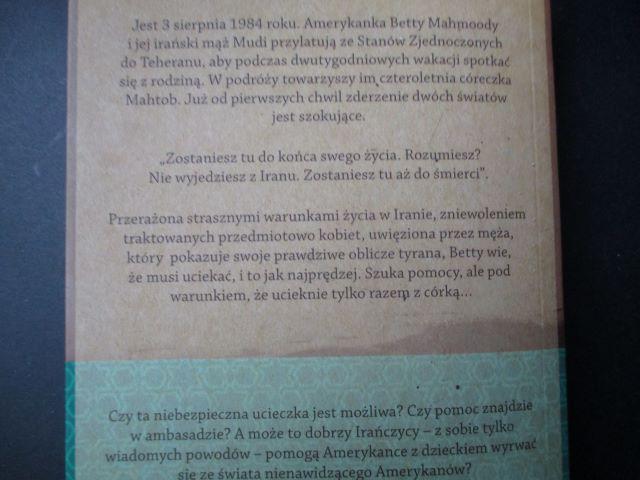 Jest 3 sierpnia 1984 roku. Amerykanka Betty Mahmoody
i jej irański mąż Mudi przylatują ze Stanów Zjednoczonych
do Teheranu, aby podczas dwutygodniowych wakacji spotkać
się z rodziną. W podróży towarzyszy im czteroletnia córeczka
Mahtob. Już od pierwszych chwil zderzenie dwóch światów
jest szokujące.
„Zostaniesz tu do końca swego życia. Rozumiesz?
Nie wyjedziesz z Iranu. Zostaniesz tu aż do śmierci”.
Przerażona strasznymi warunkami życia w Iranie, zniewoleniem
traktowanych przedmiotowo kobiet, uwięziona przez męża,
który pokazuje swoje prawdziwe oblicze tyrana, Betty wie,
że musi uciekać, i to jak najprędzej. Szuka pomocy, ale pod
warunkiem, że ucieknie tylko razem z córką...
Czy ta niebezpieczna ucieczka jest możliwa? Czy pomoc znajdzie
w ambasadzie? A może to dobrzy Irańczycy – z sobie tylko
wiadomych powodów – pomogą Amerykance z dzieckiem wyrwać
się ze świata nienawidzącego Amerykanów?